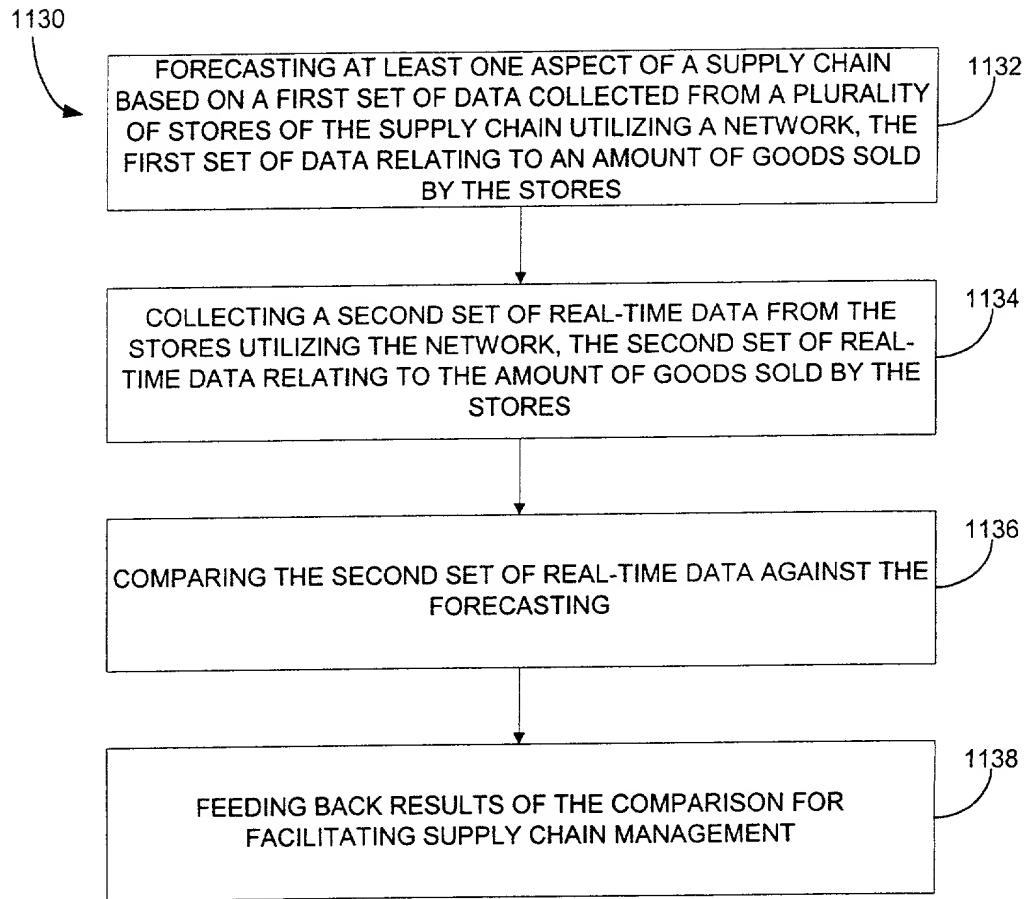 1130
FORECASTING AT LEAST ONE ASPECT OF A SUPPLY CHAIN
BASED ON A FIRST SET OF DATA COLLECTED FROM A PLURALITY
OF STORES OF THE SUPPLY CHAIN UTILIZING A NETWORK, THE
FIRST SET OF DATA RELATING TO AN AMOUNT OF GOODS SOLD
BY THE STORES
1132
COLLECTING A SECOND SET OF REAL-TIME DATA FROM THE
STORES UTILIZING THE NETWORK, THE SECOND SET OF REAL-
TIME DATA RELATING TO THE AMOUNT OF GOODS SOLD BY THE
STORES
1134
COMPARING THE SECOND SET OF REAL-TIME DATA AGAINST THE
FORECASTING
1136
FEEDING BACK RESULTS OF THE COMPARISON FOR
FACILITATING SUPPLY CHAIN MANAGEMENT
1138